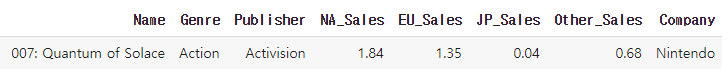 Name Genre Publisher NA_Sales EU_Sales JP_Sales Other_Sales Company
007: Quantum of Solace Action Activision 1.84 1.35 0.04 0.68 Nintendo